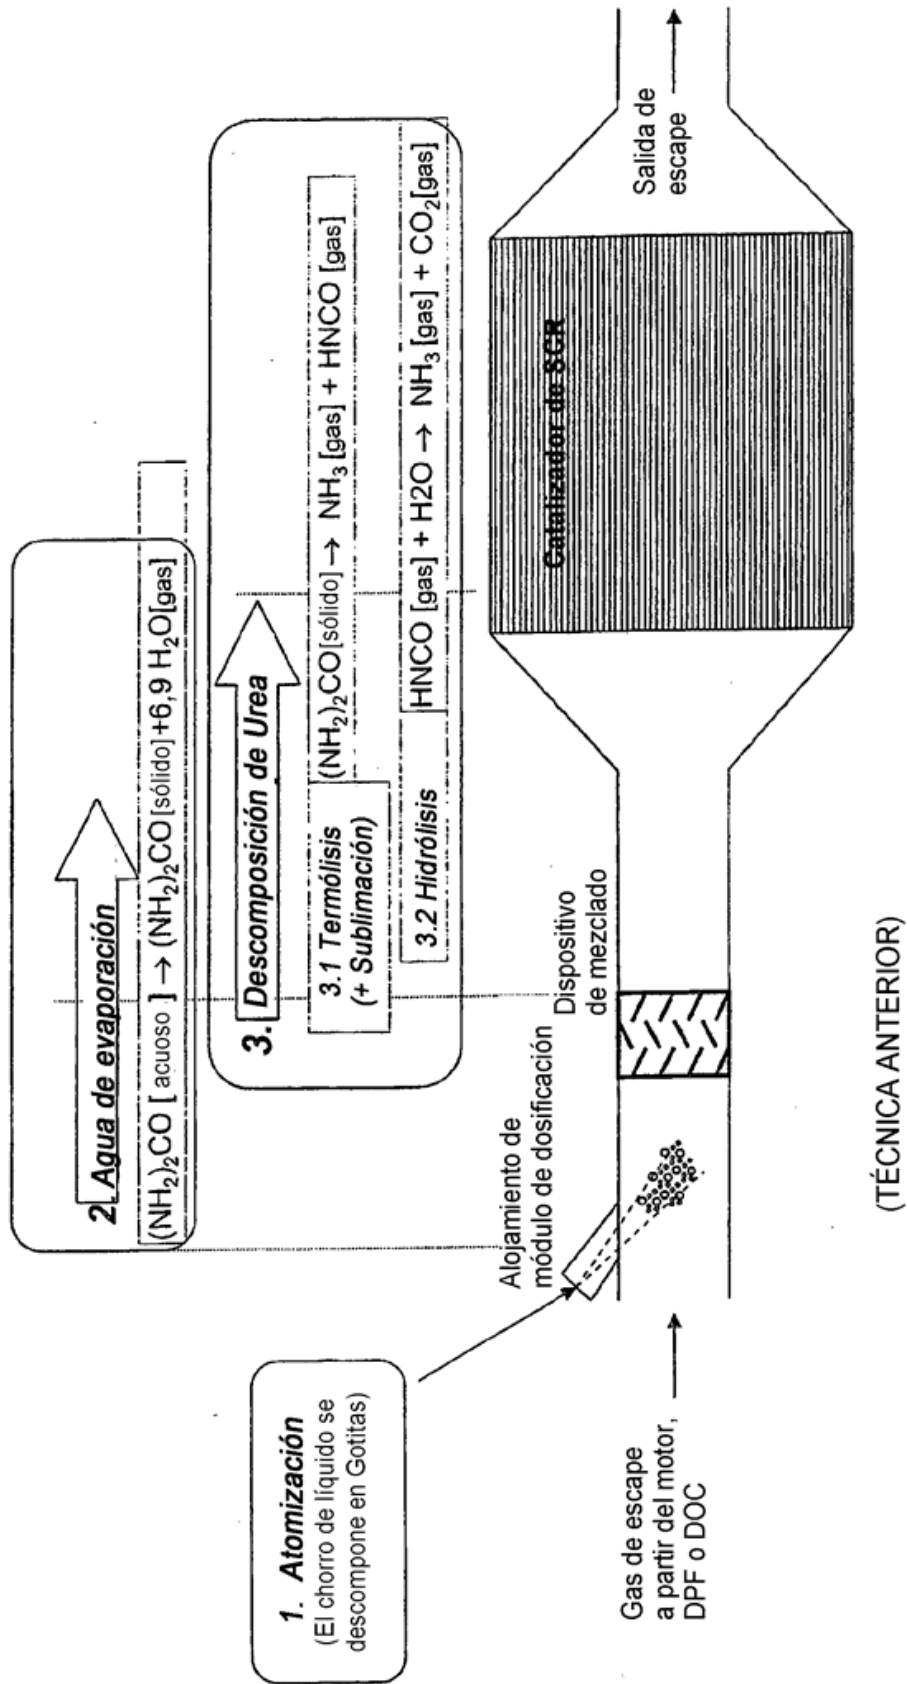 1. Atomización
(El chorro de líquido se
descompone en Gotitas)
2. Agua de evaporación
(NH₂)₂CO [acuoso] → (NH₂)₂CO[sólido]+6,9 H₂O[gas]
3. Descomposición de Urea
3.1 Termólisis
(+ Sublimación)
(NH₂)₂CO[sólido] → NH₃ [gas] + HNCO [gas]
3.2 Hidrólisis
HNCO [gas] + H2O → NH₃ [gas] + CO₂[gas]
Alojamiento de
módulo de dosificación
Dispositivo
de mezclado
Catalizador de SCR
Salida de
escape
Gas de escape
a partir del motor,
DPF o DOC
(TÉCNICA ANTERIOR)